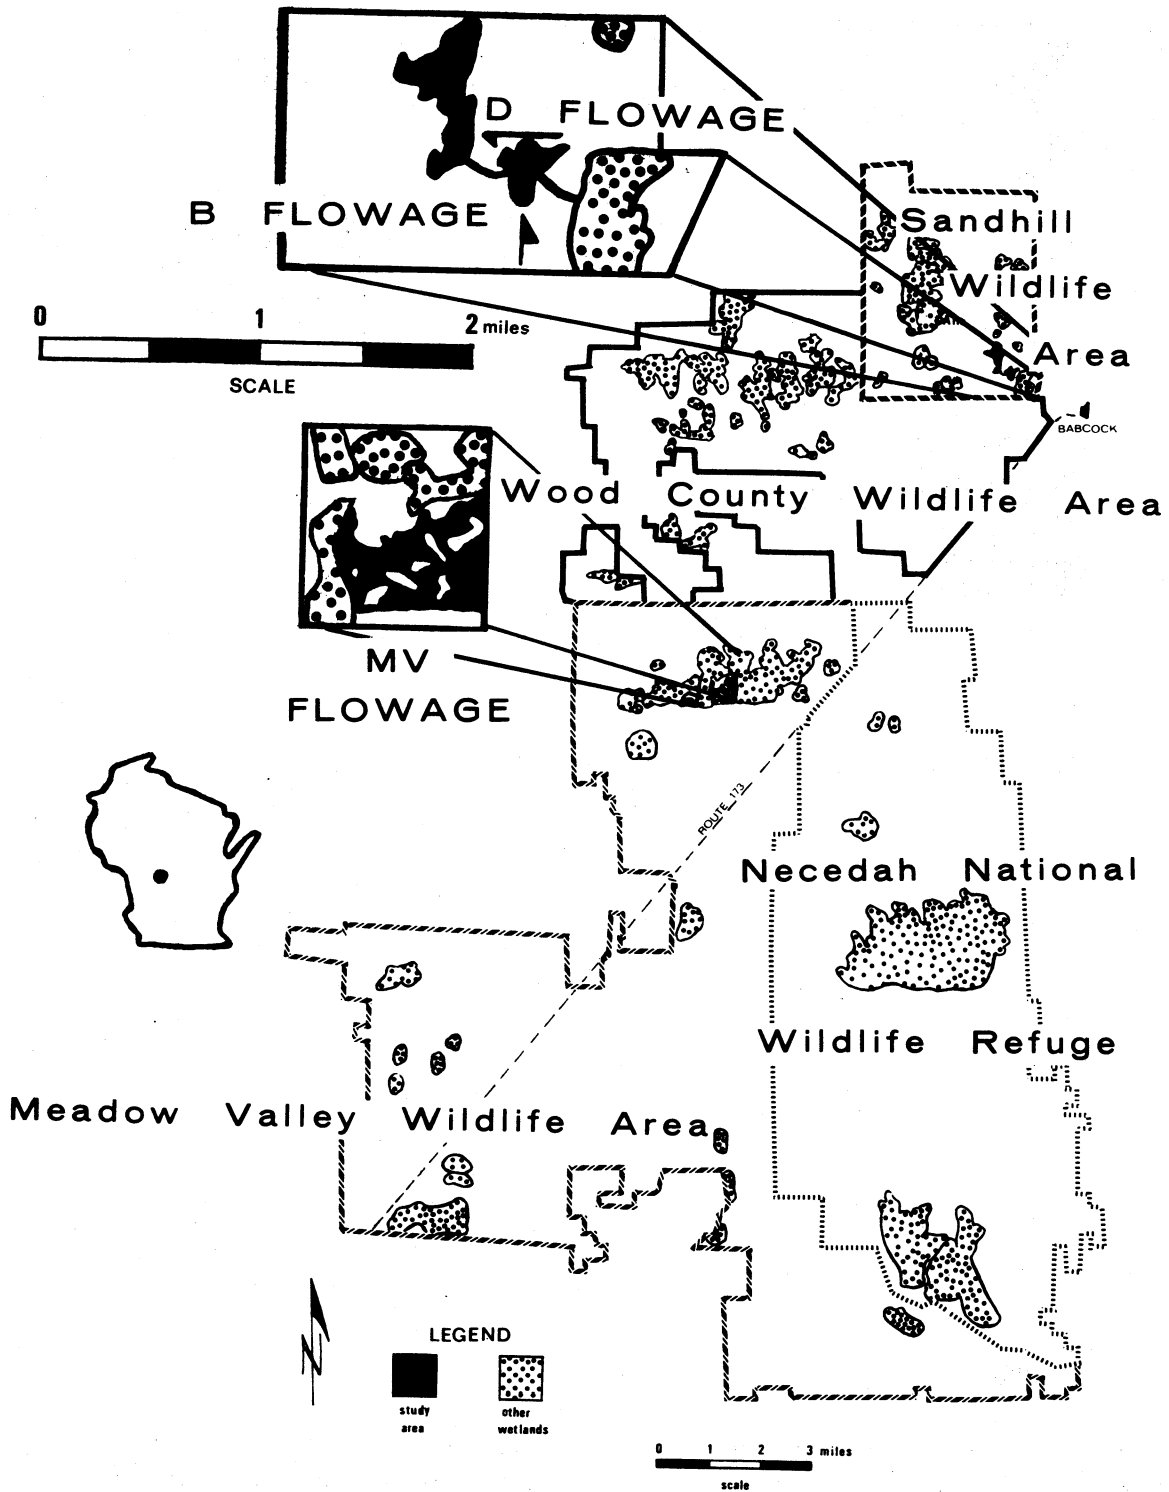 D FLOWAGE
B FLOWAGE
Sandhill
Wildlife
Area
0 1 2 miles
SCALE
BABCOCK
Wood County Wildlife Area
MV
FLOWAGE
ROUTE 173
Necedah National
Wildlife Refuge
Meadow Valley Wildlife Area
LEGEND
study
area
other
wetlands
0 1 2 3 miles
scale